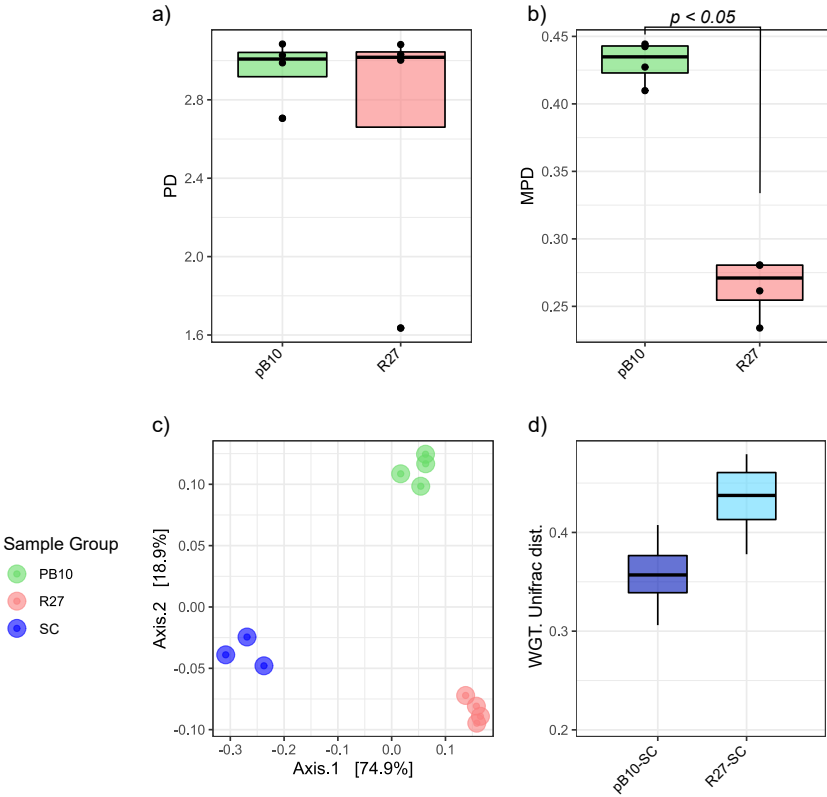 a)
PD
2.8
2.4
2.0
1.6
pB10
R27
b)
p < 0.05
MPD
0.45
0.40
0.35
0.30
0.25
pB10
R27
Sample Group
PB10
R27
SC
c)
Axis.2 [18.9%]
0.10
0.05
0.00
-0.05
-0.10
-0.3
-0.2
-0.1
0.0
0.1
Axis.1 [74.9%]
d)
WGT. Unifrac dist.
0.4
0.3
0.2
pB10-SC
R27-SC